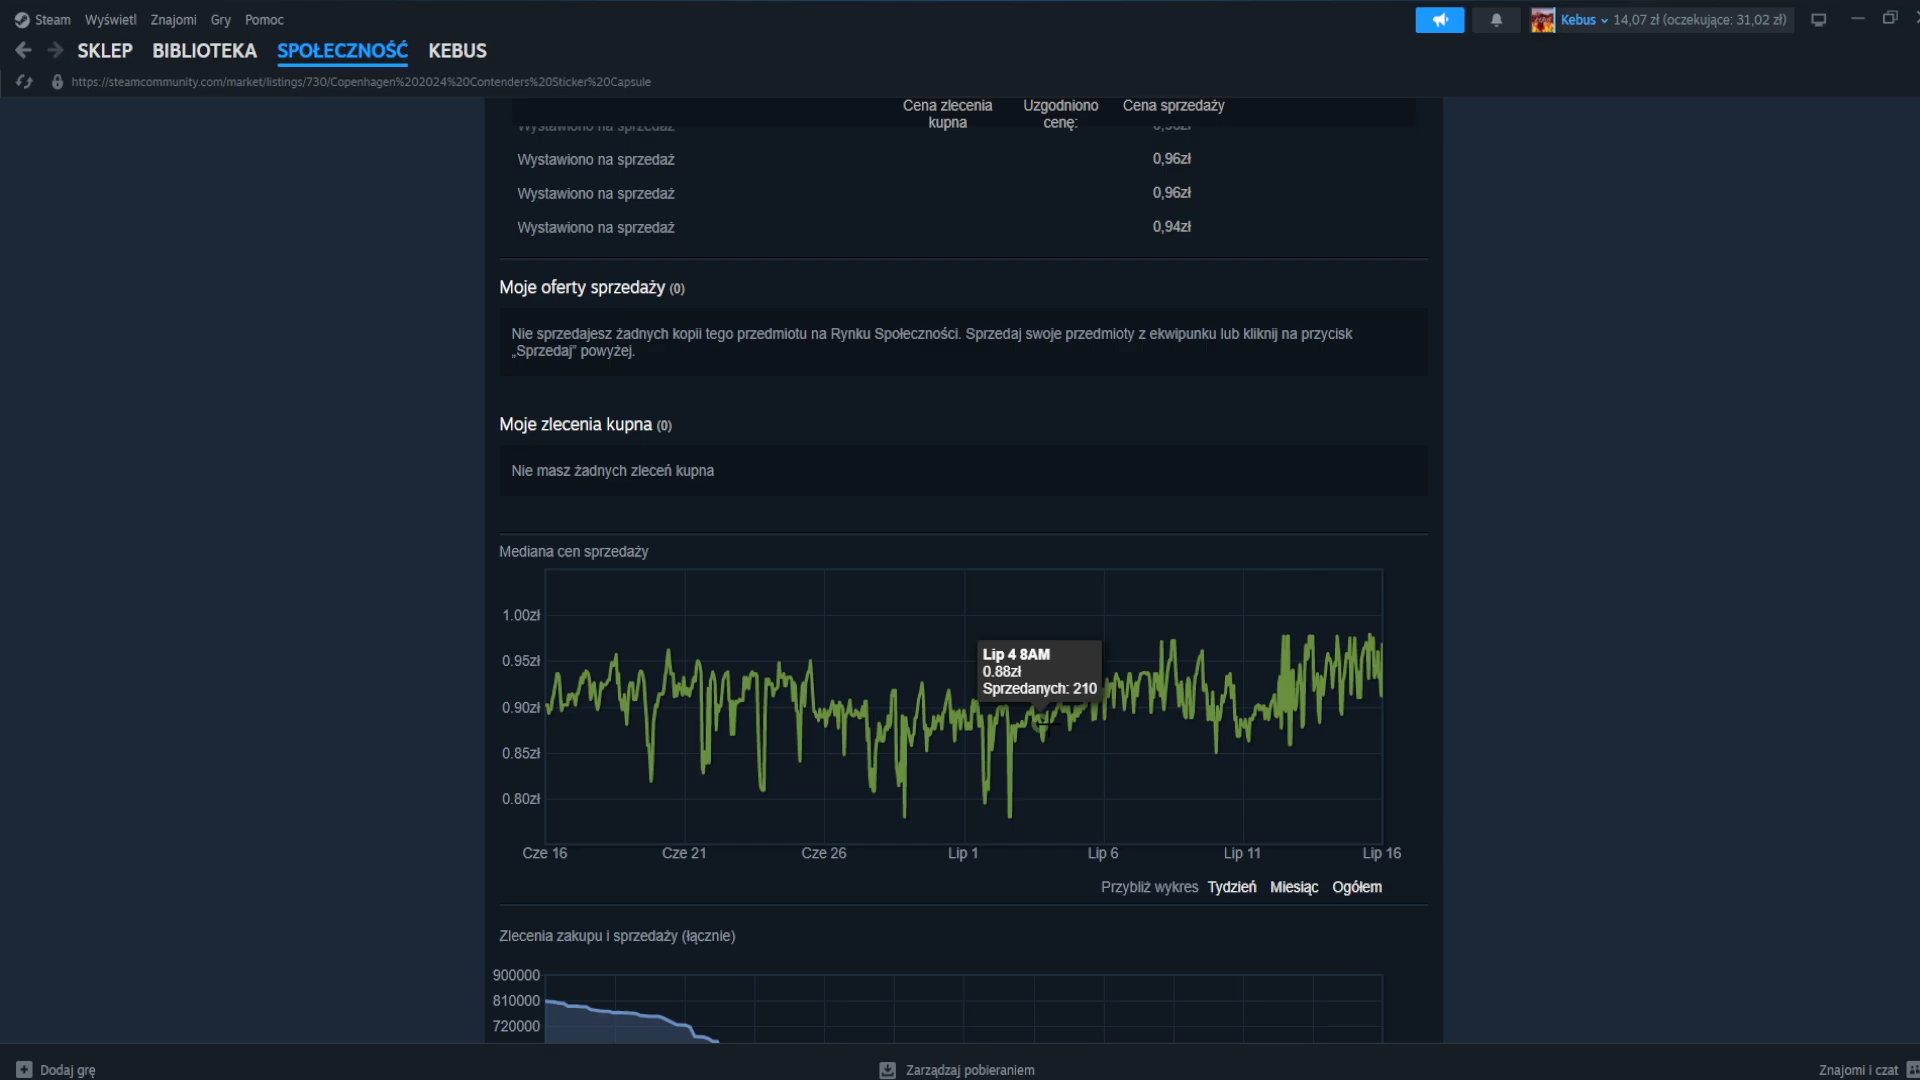 Steam Wyświetl Znajomi Gry Pomoc
Kebus 14,07 zł (oczekujące: 31,02 zł)
SKLEP BIBLIOTEKA SPOŁECZNOŚĆ KEBUS
https://steamcommunity.com/market/listings/730/Copenhagen%202024%20Contenders%20Sticker%20Capsule
Cena zlecenia kupna Uzgodniono cenę: Cena sprzedaży
Wystawiono na sprzedaż 0,96zł
Wystawiono na sprzedaż 0,96zł
Wystawiono na sprzedaż 0,96zł
Wystawiono na sprzedaż 0,94zł
Moje oferty sprzedaży (0)
Nie sprzedajesz żadnych kopii tego przedmiotu na Rynku Społeczności. Sprzedaj swoje przedmioty z ekwipunku lub kliknij na przycisk
„Sprzedaj” powyżej.
Moje zlecenia kupna (0)
Nie masz żadnych zleceń kupna
Mediana cen sprzedaży
1.00zł
0.95zł
0.90zł
0.85zł
0.80zł
Lip 4 8AM
0.88zł
Sprzedanych: 210
Cze 16 Cze 21 Cze 26 Lip 1 Lip 6 Lip 11 Lip 16
Przybliż wykres Tydzień Miesiąc Ogółem
Zlecenia zakupu i sprzedaży (łącznie)
900000
810000
720000
Dodaj grę Zarządzaj pobieraniem Znajomi i czat